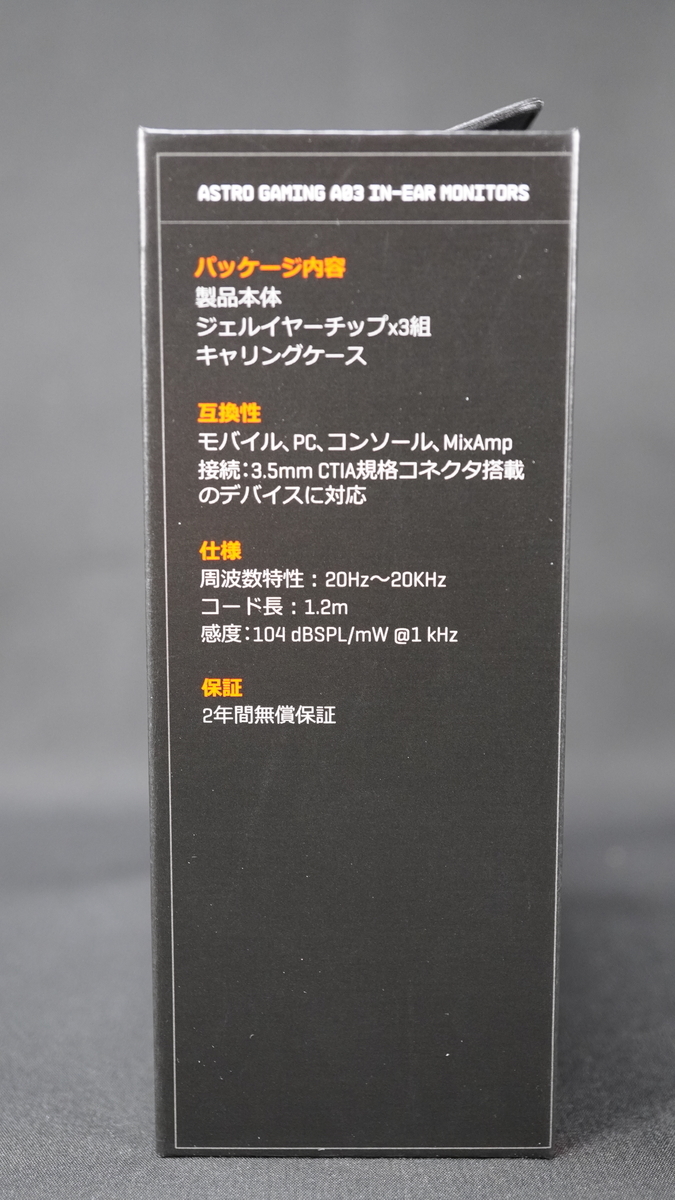 ASTRO GAMING A03 IN-EAR MONITORS
パッケージ内容
製品本体
ジェルイヤーチップx3組
キャリングケース
互換性
モバイル、PC、コンソール、MixAmp
接続：3.5mm CTIA規格コネクタ搭載
のデバイスに対応
仕様
周波数特性：20Hz〜20KHz
コード長：1.2m
感度：104 dBSPL/mW @1 kHz
保証
2年間無償保証